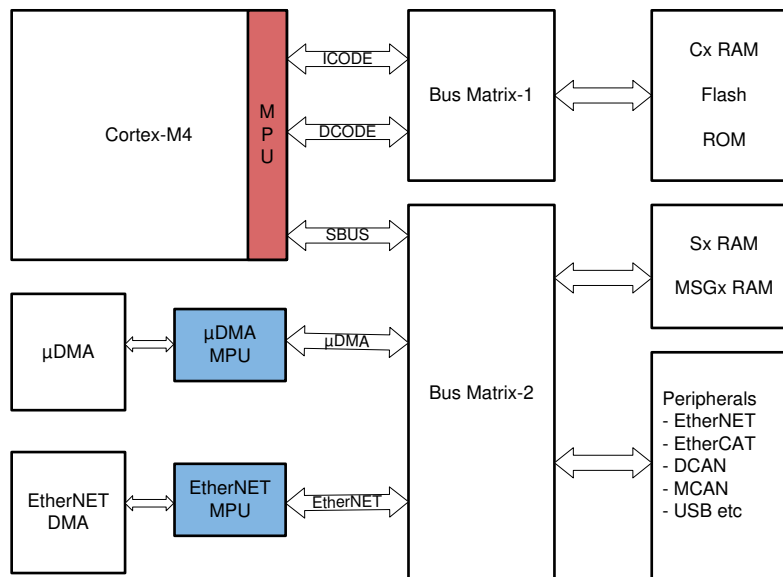 Cortex-M4
M
P
U
ICODE
DCODE
SBUS
Bus Matrix-1
Cx RAM
Flash
ROM
Sx RAM
MSGx RAM
µDMA
µDMA
MPU
µDMA
Bus Matrix-2
Peripherals
- EtherNET
- EtherCAT
- DCAN
- MCAN
- USB etc
EtherNET
DMA
EtherNET
MPU
EtherNET